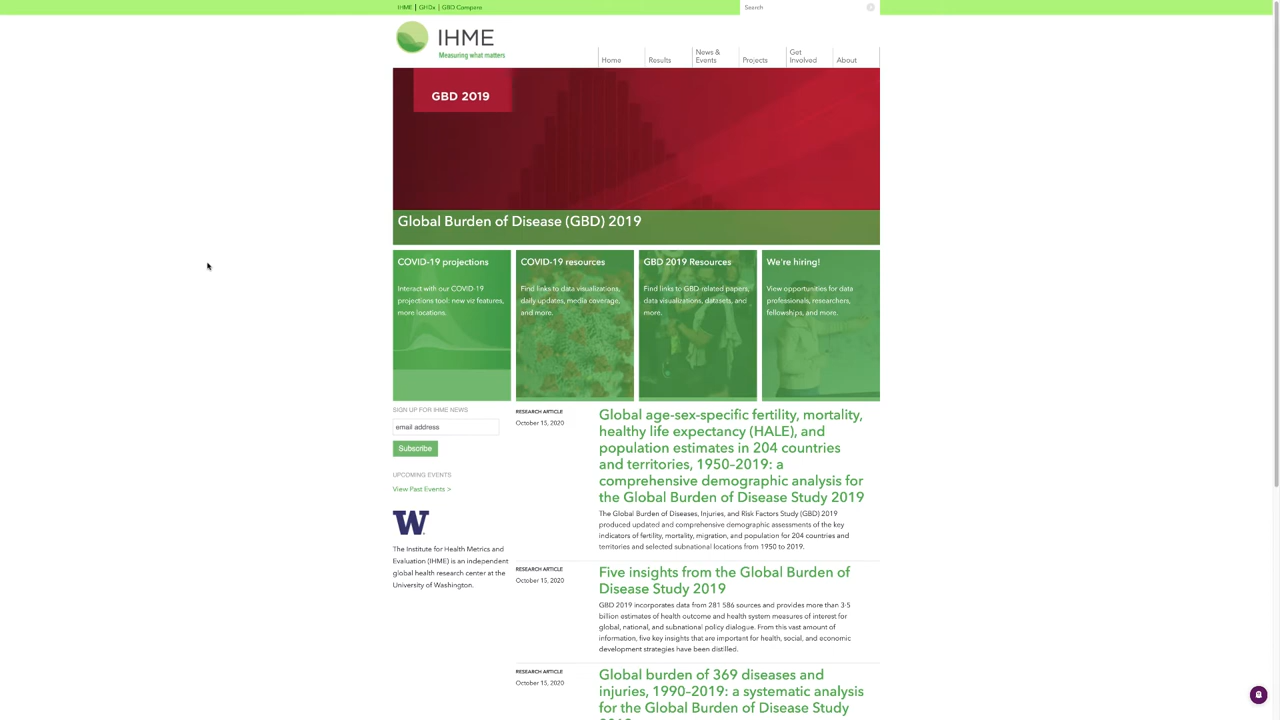 IHME | GHDx | GBD Compare
Search
IHME
Measuring what matters
Home
Results
News &
Events
Projects
Get
Involved
About
GBD 2019
Global Burden of Disease (GBD) 2019
COVID-19 projections
Interact with our COVID-19
projections tool: new viz features,
more locations.
COVID-19 resources
Find links to data visualizations,
daily updates, media coverage,
and more.
GBD 2019 Resources
Find links to GBD-related papers,
data visualizations, datasets, and
more.
We're hiring!
View opportunities for data
professionals, researchers,
fellowships, and more.
SIGN UP FOR IHME NEWS
email address
Subscribe
UPCOMING EVENTS
View Past Events >
W
The Institute for Health Metrics and
Evaluation (IHME) is an independent
global health research center at the
University of Washington.
RESEARCH ARTICLE
October 15, 2020
Global age-sex-specific fertility, mortality,
healthy life expectancy (HALE), and
population estimates in 204 countries
and territories, 1950–2019: a
comprehensive demographic analysis for
the Global Burden of Disease Study 2019
The Global Burden of Diseases, Injuries, and Risk Factors Study (GBD) 2019
produced updated and comprehensive demographic assessments of the key
indicators of fertility, mortality, migration, and population for 204 countries and
territories and selected subnational locations from 1950 to 2019.
RESEARCH ARTICLE
October 15, 2020
Five insights from the Global Burden of
Disease Study 2019
GBD 2019 incorporates data from 281 586 sources and provides more than 3·5
billion estimates of health outcome and health system measures of interest for
global, national, and subnational policy dialogue. From this vast amount of
information, five key insights that are important for health, social, and economic
development strategies have been distilled.
RESEARCH ARTICLE
October 15, 2020
Global burden of 369 diseases and
injuries, 1990–2019: a systematic analysis
for the Global Burden of Disease Study